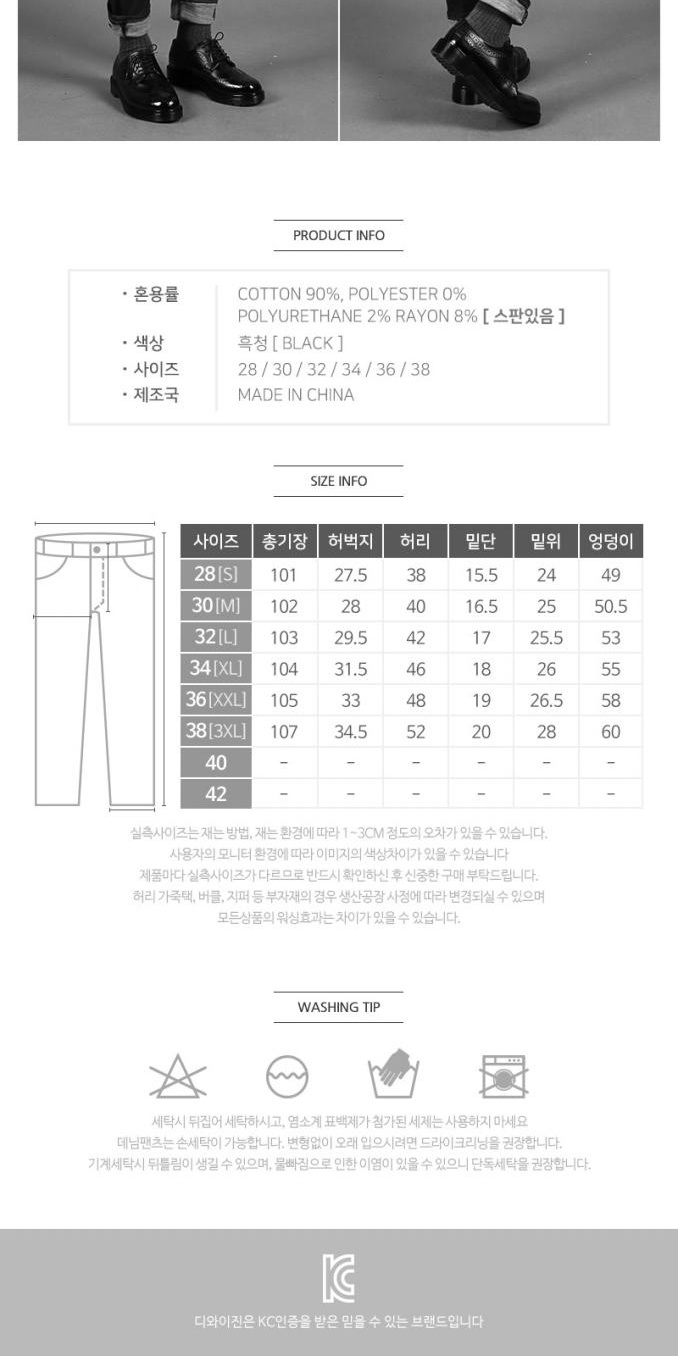 PRODUCT INFO
· 혼용률 COTTON 90%, POLYESTER 0%
POLYURETHANE 2% RAYON 8% [ 스판있음 ]
· 색상 흑청 [ BLACK ]
· 사이즈 28 / 30 / 32 / 34 / 36 / 38
· 제조국 MADE IN CHINA
SIZE INFO
사이즈 총기장 허벅지 허리 밑단 밑위 엉덩이
28[S] 101 27.5 38 15.5 24 49
30[M] 102 28 40 16.5 25 50.5
32[L] 103 29.5 42 17 25.5 53
34[XL] 104 31.5 46 18 26 55
36[XXL] 105 33 48 19 26.5 58
38[3XL] 107 34.5 52 20 28 60
40 – – – – – –
42 – – – – – –
실측사이즈는 재는 방법, 재는 환경에 따라 1~3CM 정도의 오차가 있을 수 있습니다.
사용자의 모니터 환경에 따라 이미지의 색상차이가 있을 수 있습니다
제품마다 실측사이즈가 다르므로 반드시 확인하신 후 신중한 구매 부탁드립니다.
허리 가죽택, 버클, 지퍼 등 부자재의 경우 생산공장 사정에 따라 변경되실 수 있으며
모든상품의 워싱효과는 차이가 있을 수 있습니다.
WASHING TIP
세탁시 뒤집어 세탁하시고, 염소계 표백제가 첨가된 세제는 사용하지 마세요
데님팬츠는 손세탁이 가능합니다. 변형없이 오래 입으시려면 드라이크리닝을 권장합니다.
기계세탁시 뒤틀림이 생길 수 있으며, 물빠짐으로 인한 이염이 있을 수 있으니 단독세탁을 권장합니다.
KC
디와이진은 KC인증을 받은 믿을 수 있는 브랜드입니다